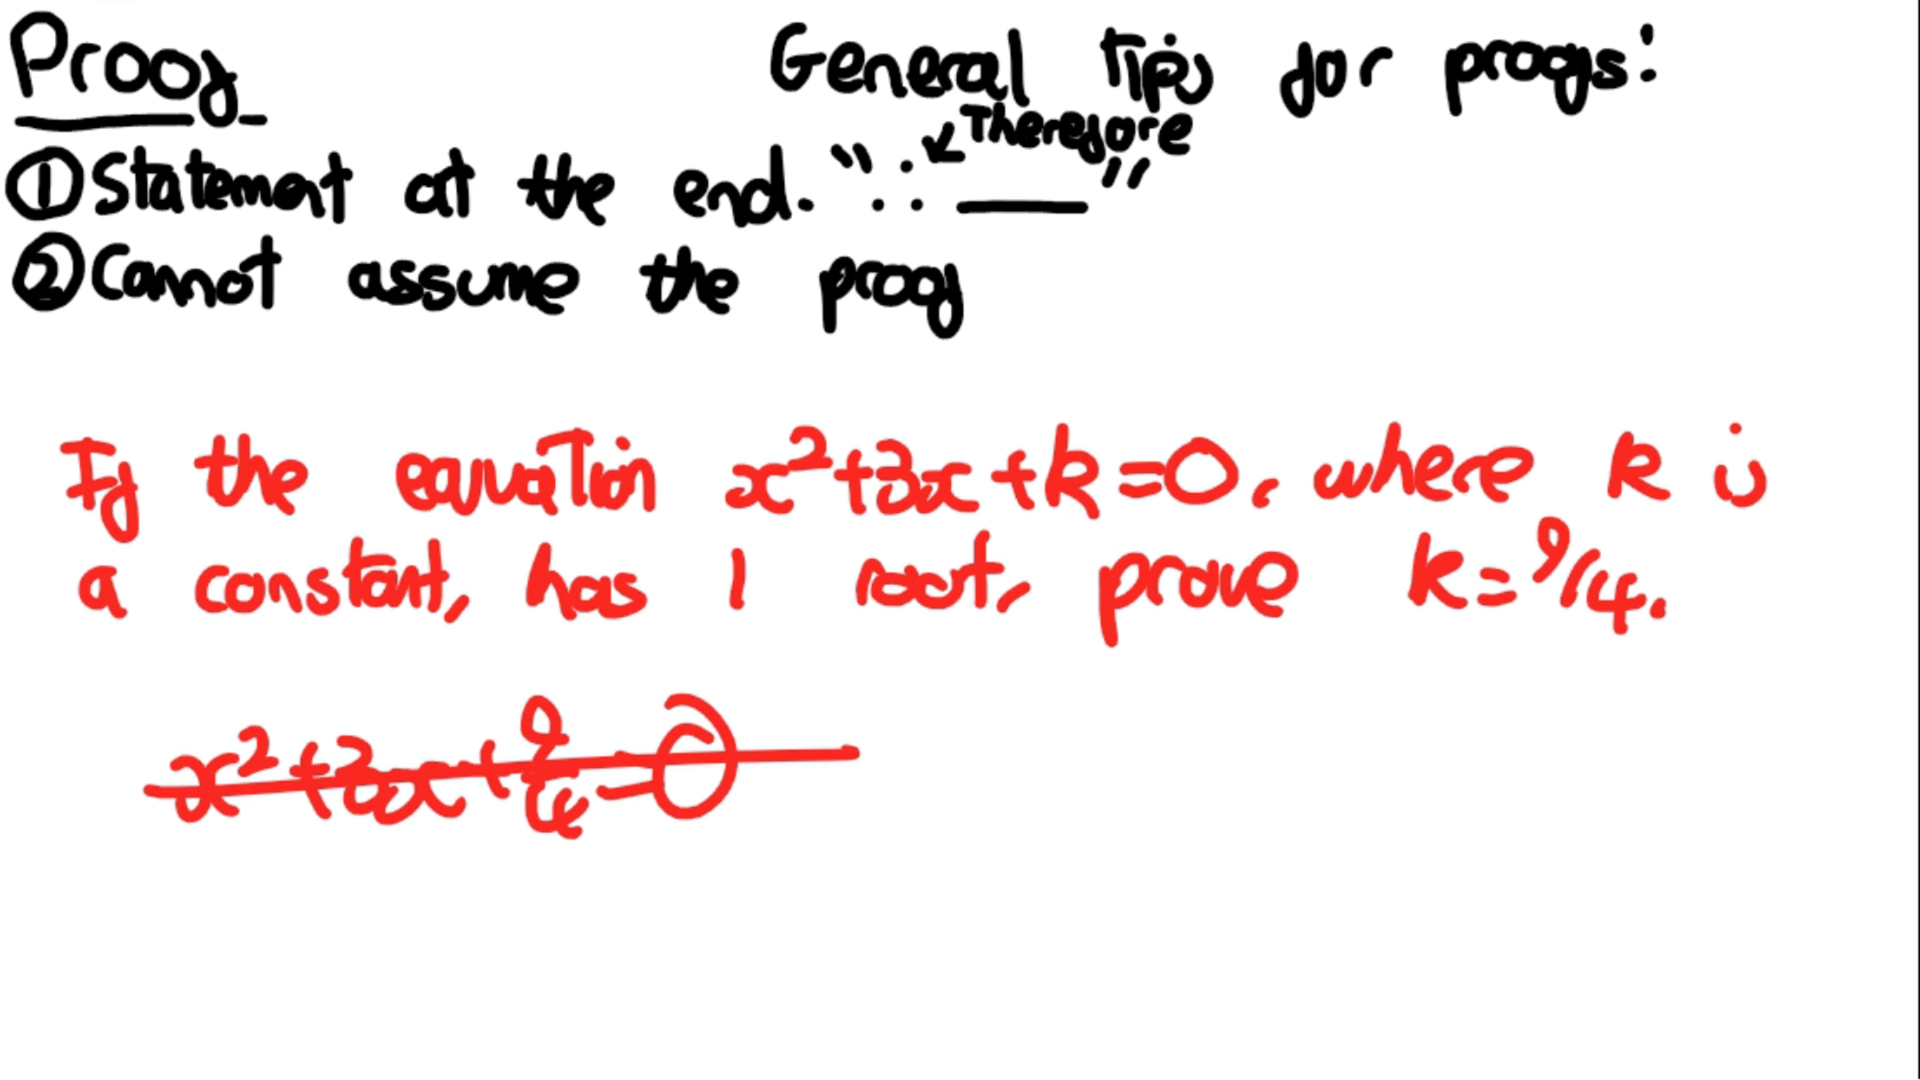 Proof
General tips for proofs:
① Statement at the end. "∴ ____"
Therefore
② Cannot assume the proof
If the equation x²+3x+k=0, where k is
a constant, has 1 root, prove k=9/4.
x²+3x+9/4=0